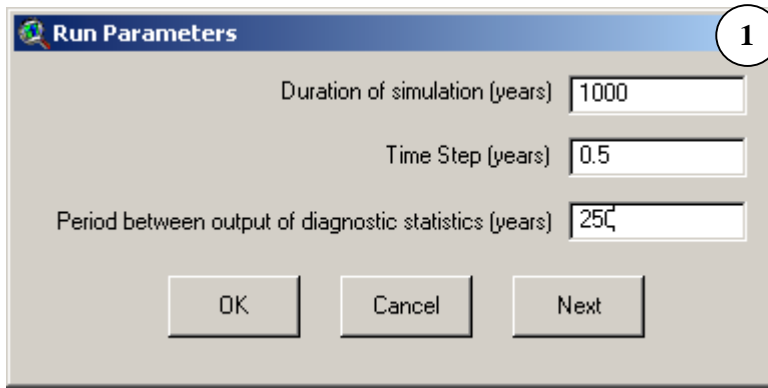 Run Parameters
1
Duration of simulation (years) 1000
Time Step (years) 0.5
Period between output of diagnostic statistics (years) 250
OK Cancel Next